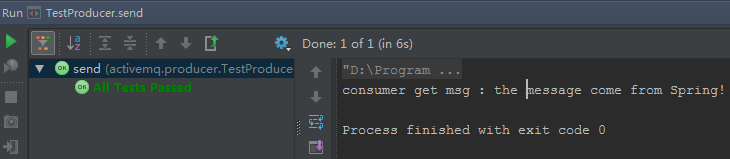 Run TestProducer.send
Done: 1 of 1 (in 6s)
send (activemq.producer.TestProduce
All Tests Passed
"D:\Program ...
consumer get msg : the message come from Spring!
Process finished with exit code 0